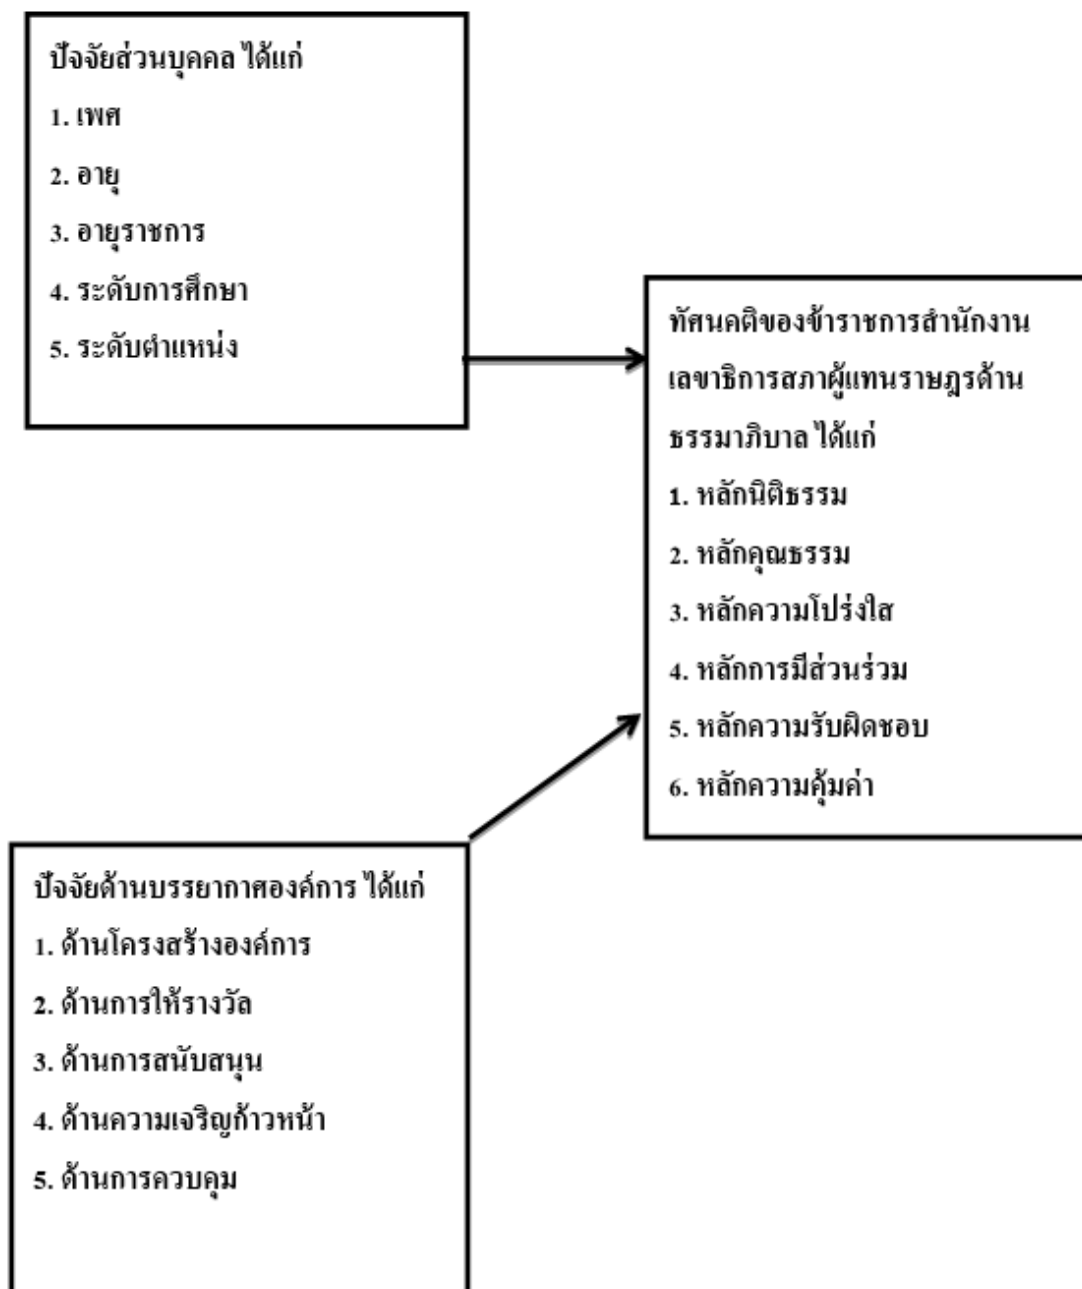 ปัจจัยส่วนบุคคล ได้แก่
1. เพศ
2. อายุ
3. อายุราชการ
4. ระดับการศึกษา
5. ระดับตำแหน่ง
ทัศนคติของข้าราชการสำนักงาน
เลขาธิการสภาผู้แทนราษฎรด้าน
ธรรมาภิบาล ได้แก่
1. หลักนิติธรรม
2. หลักคุณธรรม
3. หลักความโปร่งใส
4. หลักการมีส่วนร่วม
5. หลักความรับผิดชอบ
6. หลักความคุ้มค่า
ปัจจัยด้านบรรยากาศองค์การ ได้แก่
1. ด้านโครงสร้างองค์การ
2. ด้านการให้รางวัล
3. ด้านการสนับสนุน
4. ด้านความเจริญก้าวหน้า
5. ด้านการควบคุม